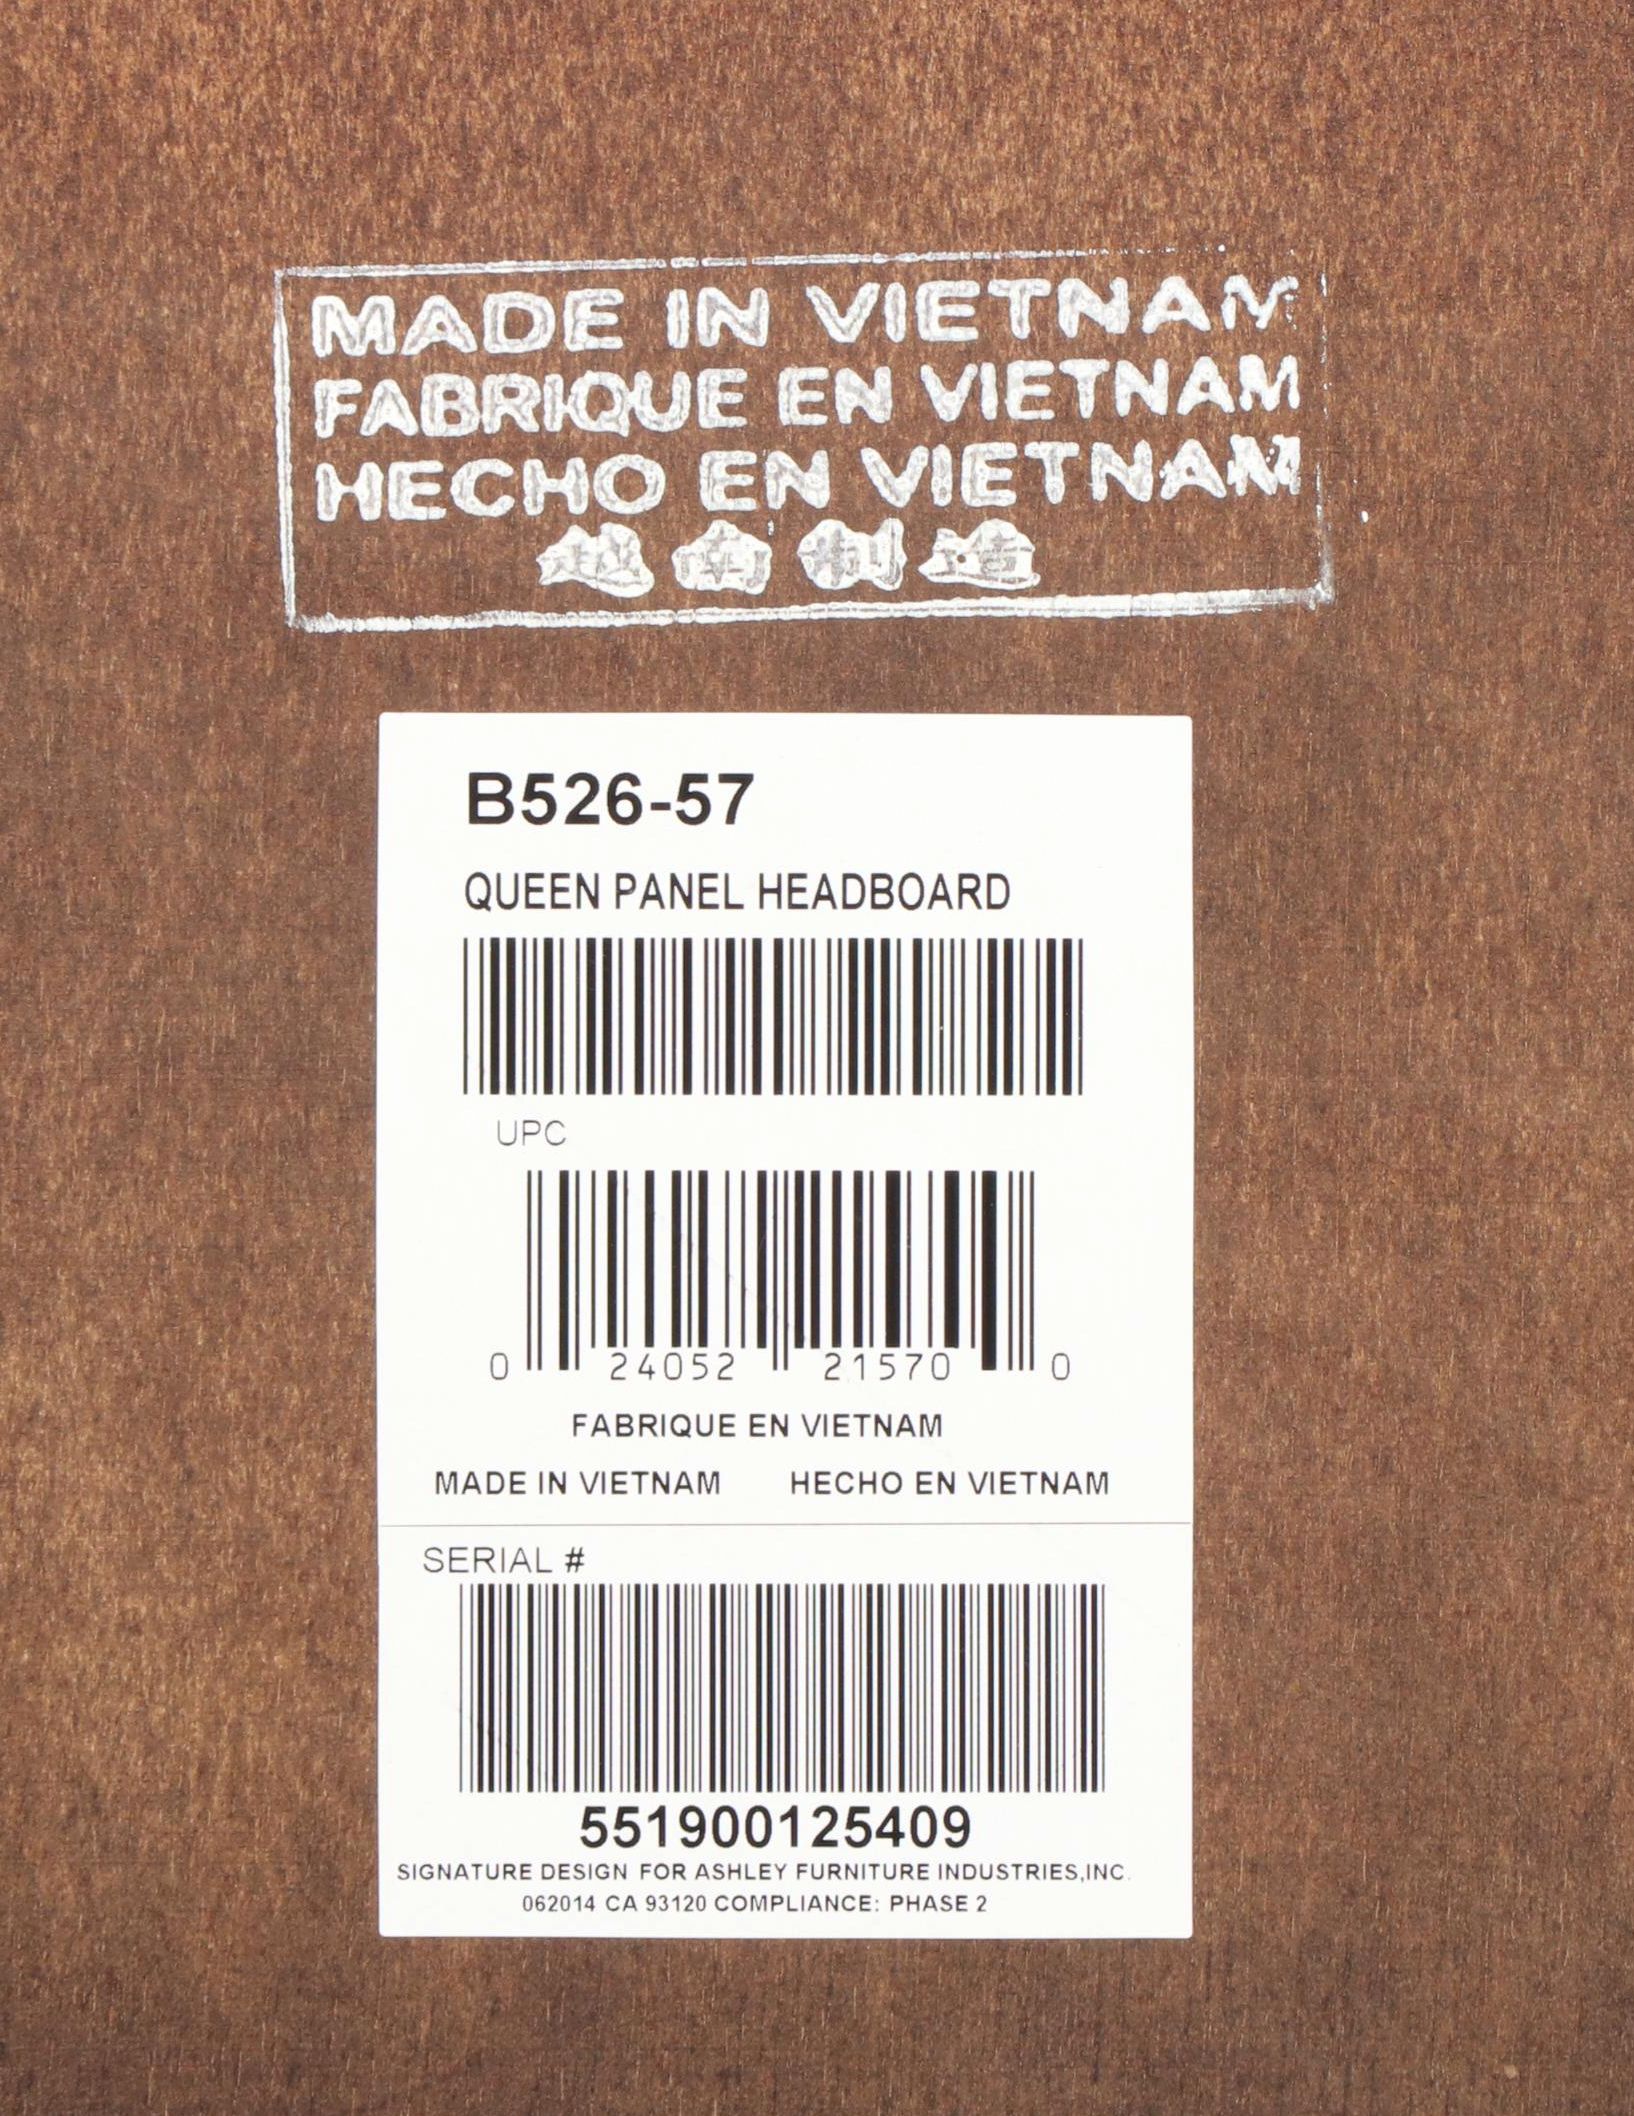 MADE IN VIETNAM
FABRIQUE EN VIETNAM
HECHO EN VIETNAM
越南制造
B526-57
QUEEN PANEL HEADBOARD
UPC
0 24052 21570 0
FABRIQUE EN VIETNAM
MADE IN VIETNAM HECHO EN VIETNAM
SERIAL #
551900125409
SIGNATURE DESIGN FOR ASHLEY FURNITURE INDUSTRIES,INC.
062014 CA 93120 COMPLIANCE: PHASE 2